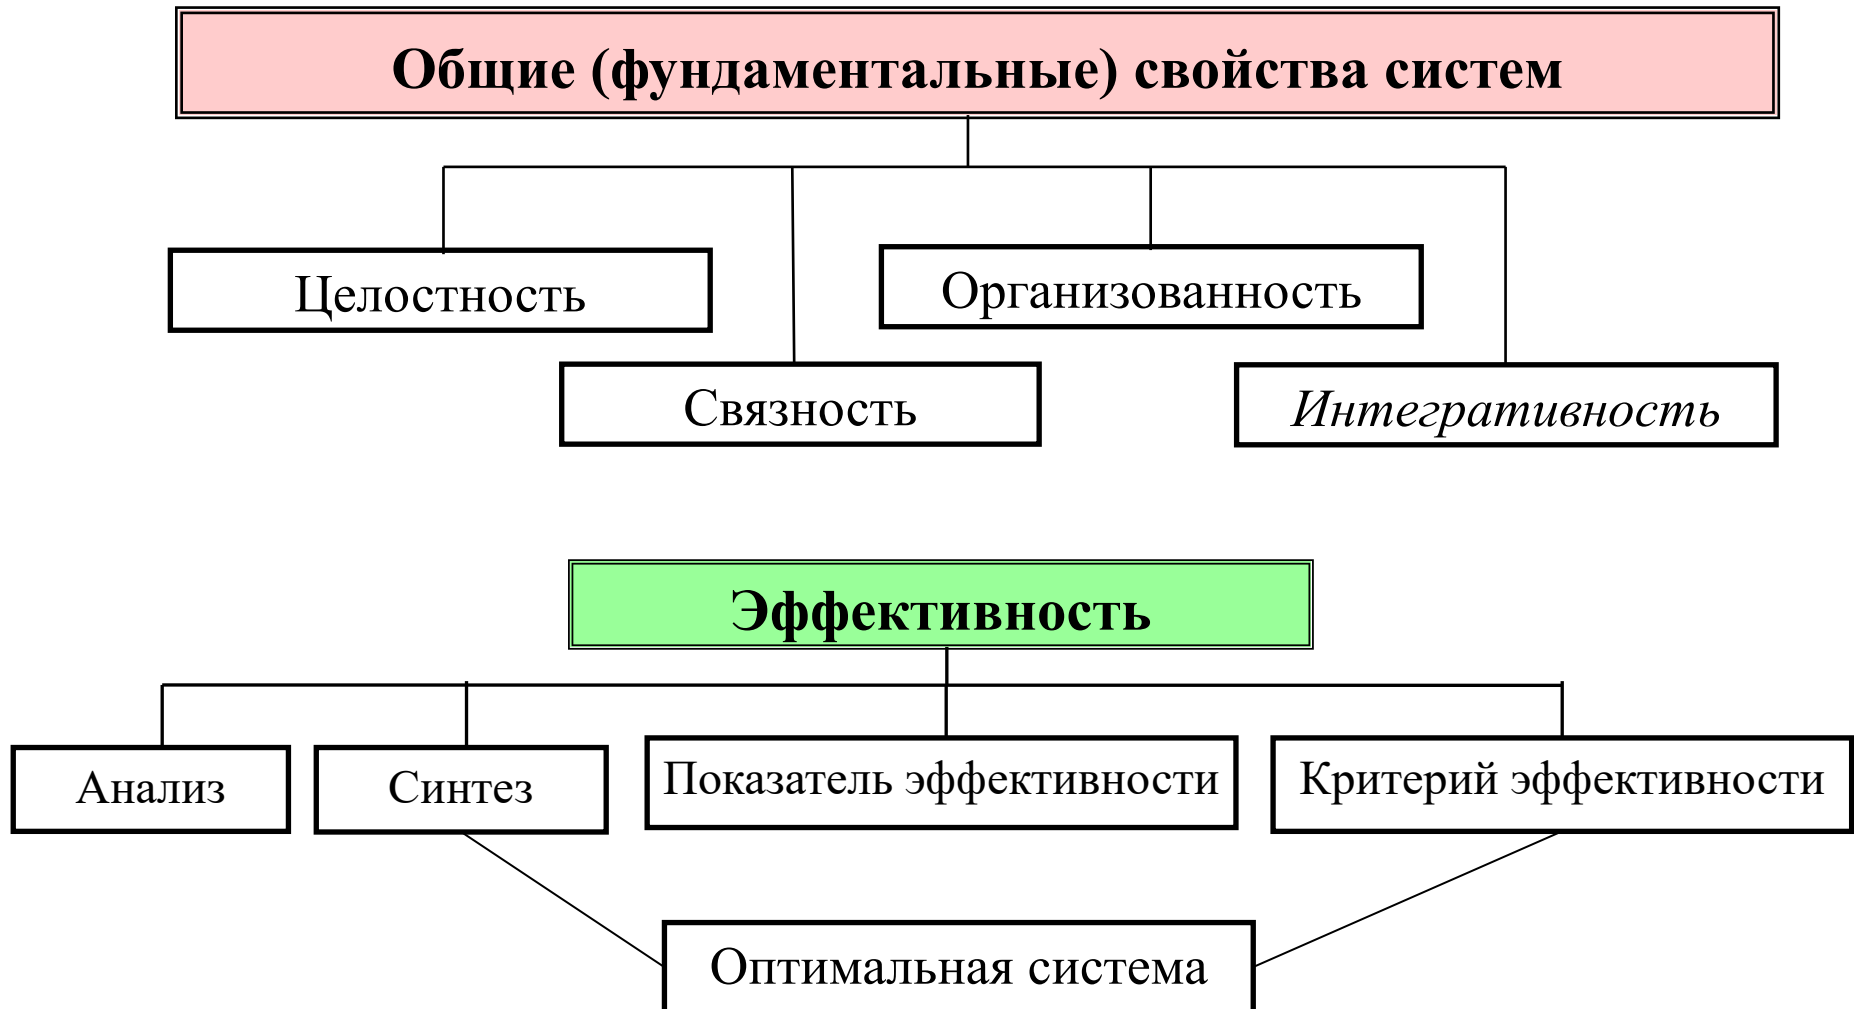 Общие (фундаментальные) свойства систем
Целостность
Организованность
Связность
Интегративность
Эффективность
Анализ
Синтез
Показатель эффективности
Критерий эффективности
Оптимальная система